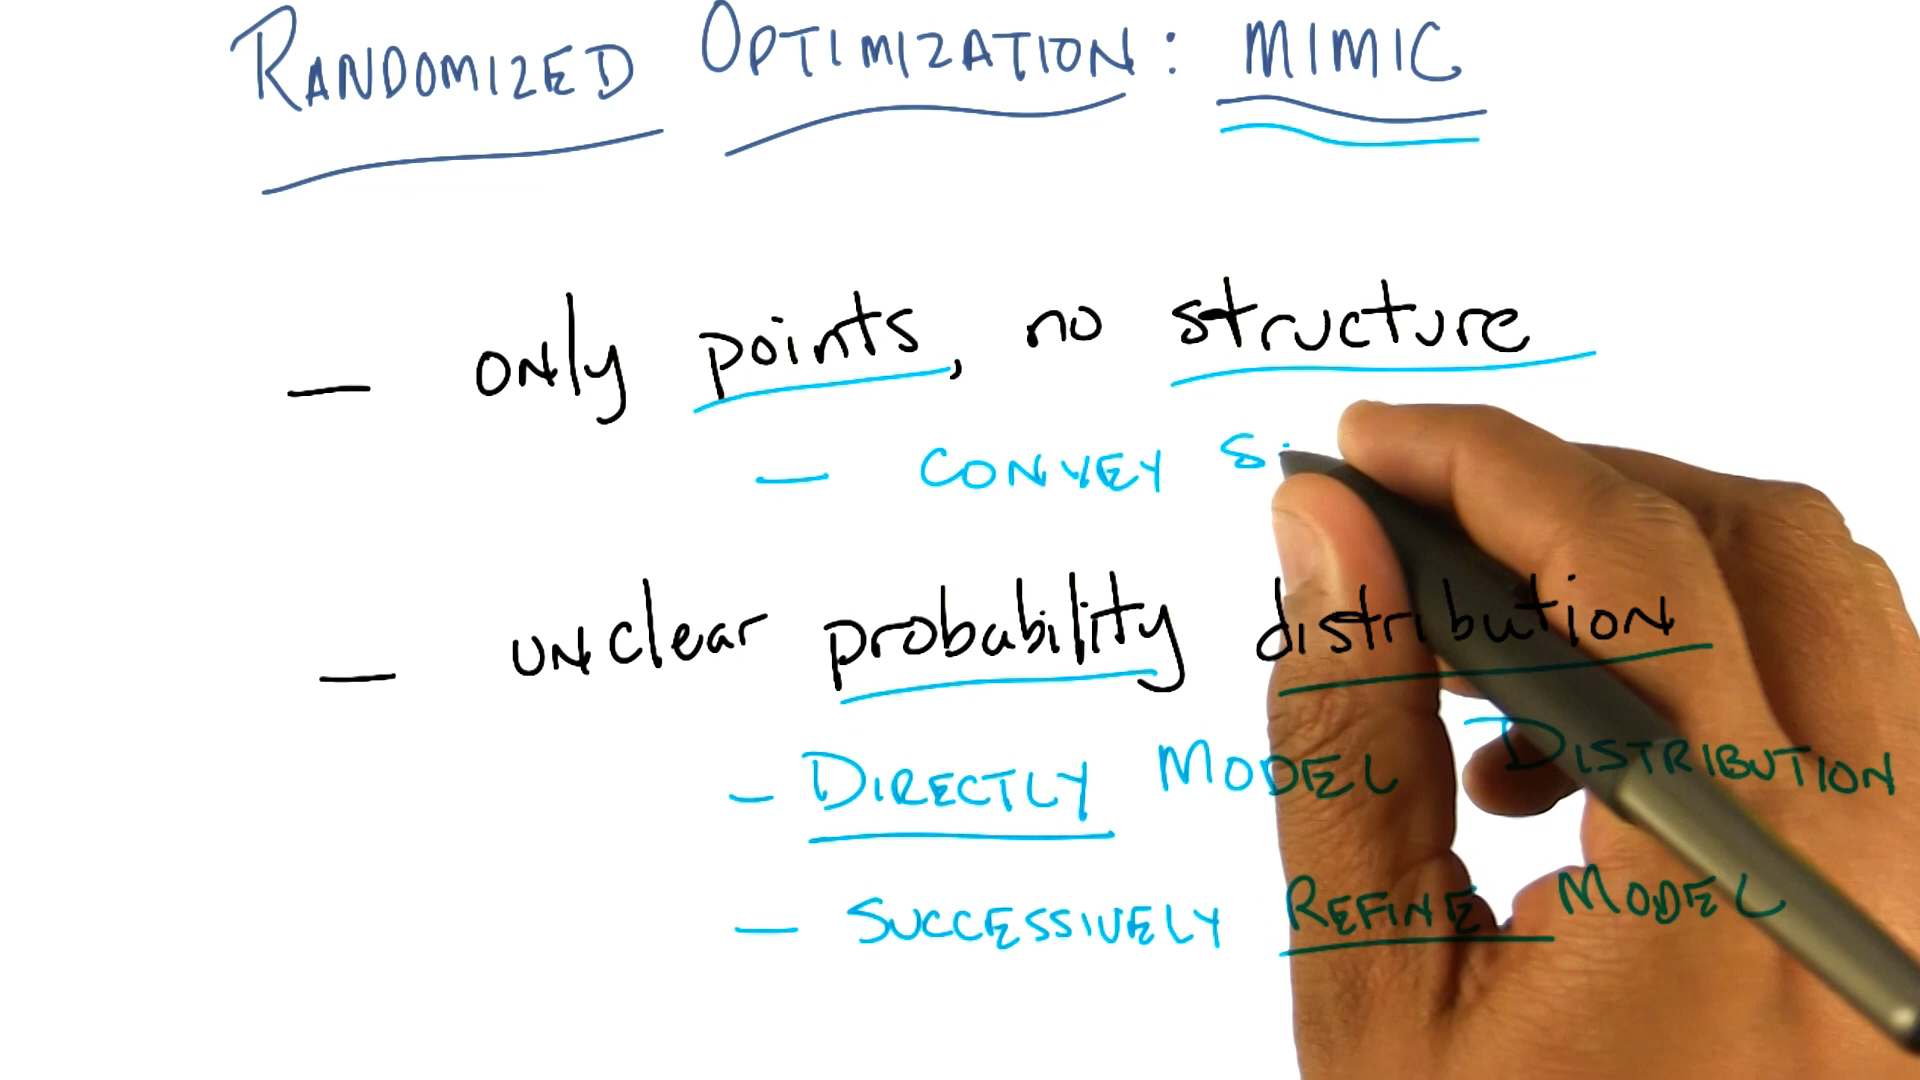 RANDOMIZED OPTIMIZATION: MIMIC
— only points, no structure
— CONVEY
— unclear probability distribution
- DIRECTLY MODEL DISTRIBUTION
— SUCCESSIVELY REFINE MODEL